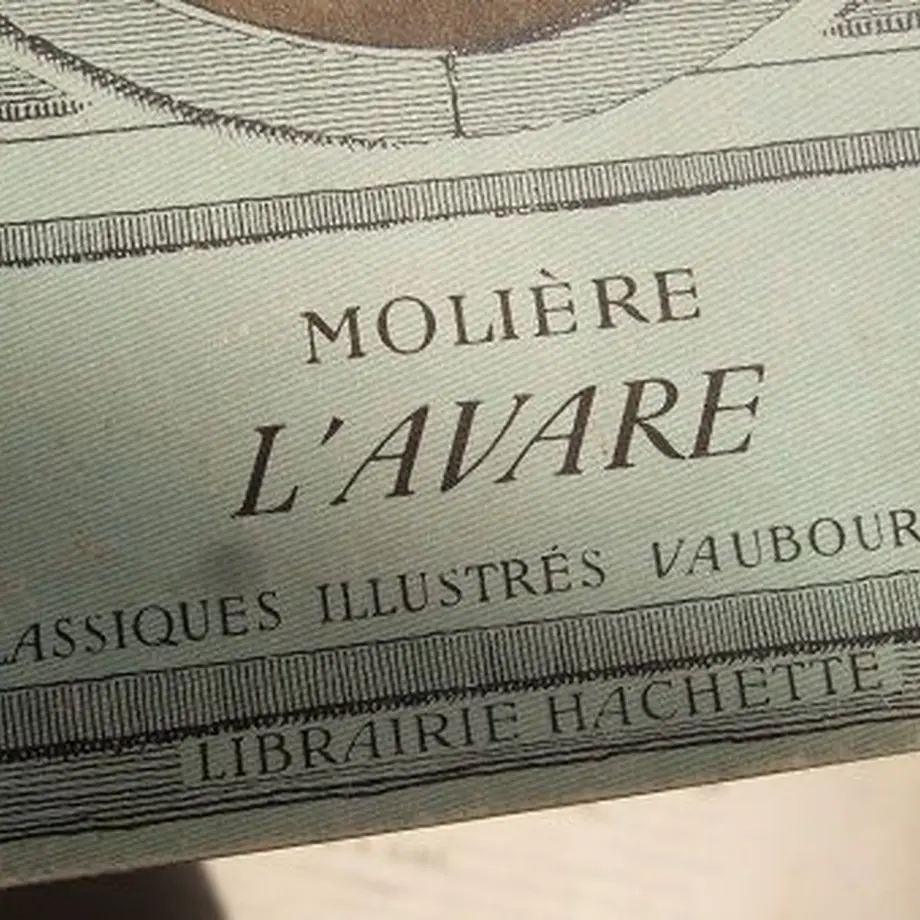 MOLIÈRE
L'AVARE
LASSIQUES ILLUSTRÉS VAUBOUR
LIBRAIRIE HACHETTE